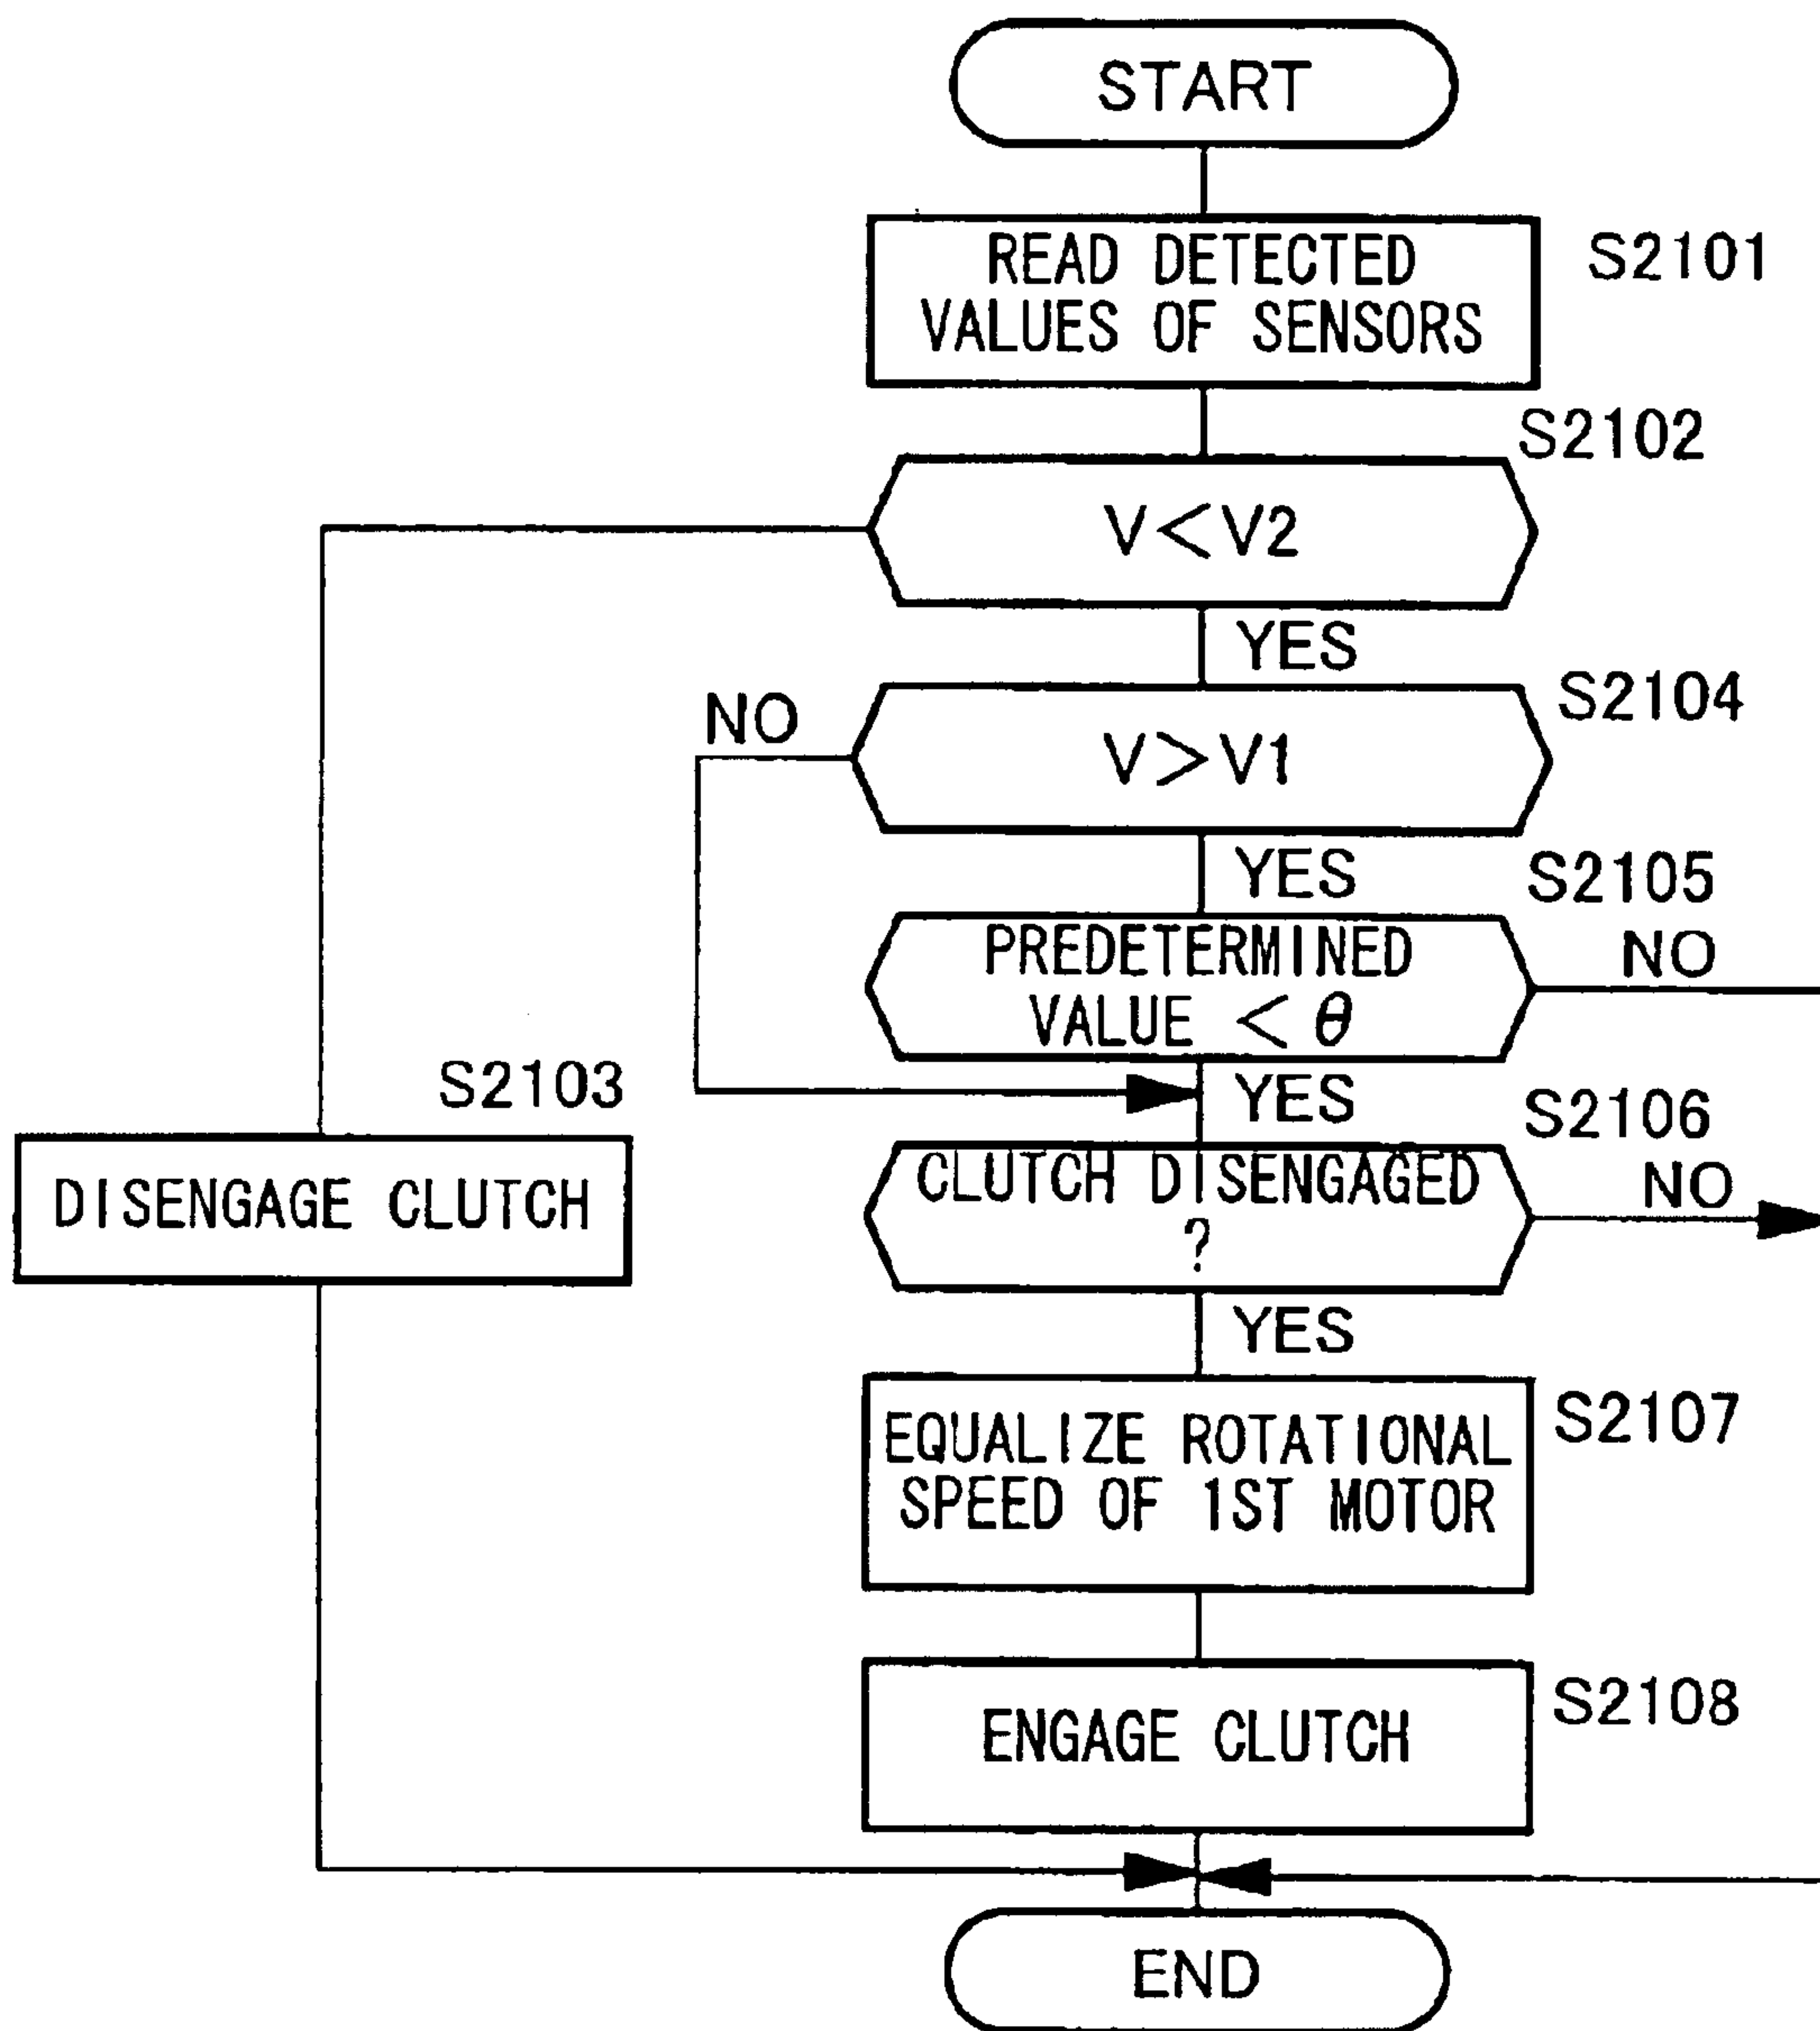 START
READ DETECTED
VALUES OF SENSORS
S2101
S2102
V<V2
YES
S2104
NO
V>V1
YES
S2105
PREDETERMINED
VALUE < θ
NO
YES
S2103
S2106
DISENGAGE CLUTCH
CLUTCH DISENGAGED
?
NO
YES
EQUALIZE ROTATIONAL
SPEED OF 1ST MOTOR
S2107
ENGAGE CLUTCH
S2108
END